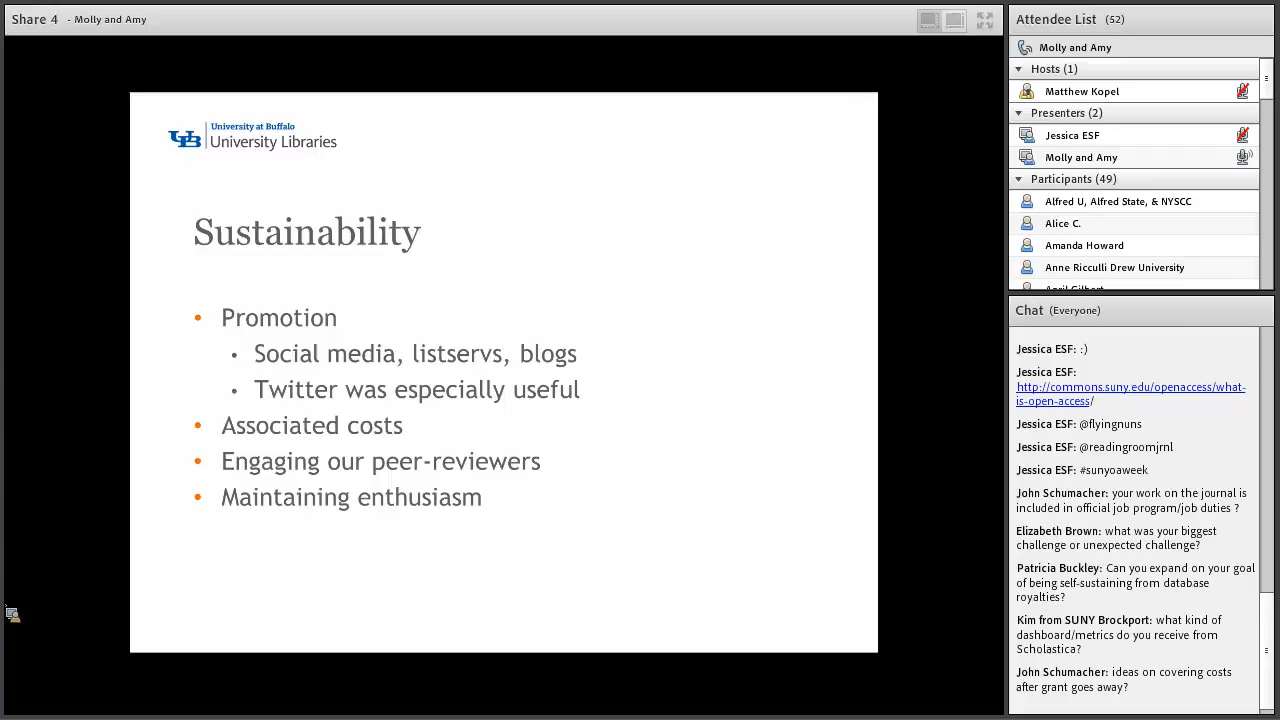 Share 4 - Molly and Amy
University at Buffalo
University Libraries
Sustainability
• Promotion
• Social media, listservs, blogs
• Twitter was especially useful
• Associated costs
• Engaging our peer-reviewers
• Maintaining enthusiasm
Attendee List (52)
Molly and Amy
Hosts (1)
Matthew Kopel
Presenters (2)
Jessica ESF
Molly and Amy
Participants (49)
Alfred U, Alfred State, & NYSCC
Alice C.
Amanda Howard
Anne Ricculli Drew University
April Gilbert
Chat (Everyone)
Jessica ESF: :)
Jessica ESF:
http://commons.suny.edu/openaccess/what-
is-open-access/
Jessica ESF: @flyingnuns
Jessica ESF: @readingroomjrnl
Jessica ESF: #sunyoaweek
John Schumacher: your work on the journal is
included in official job program/job duties ?
Elizabeth Brown: what was your biggest
challenge or unexpected challenge?
Patricia Buckley: Can you expand on your goal
of being self-sustaining from database
royalties?
Kim from SUNY Brockport: what kind of
dashboard/metrics do you receive from
Scholastica?
John Schumacher: ideas on covering costs
after grant goes away?